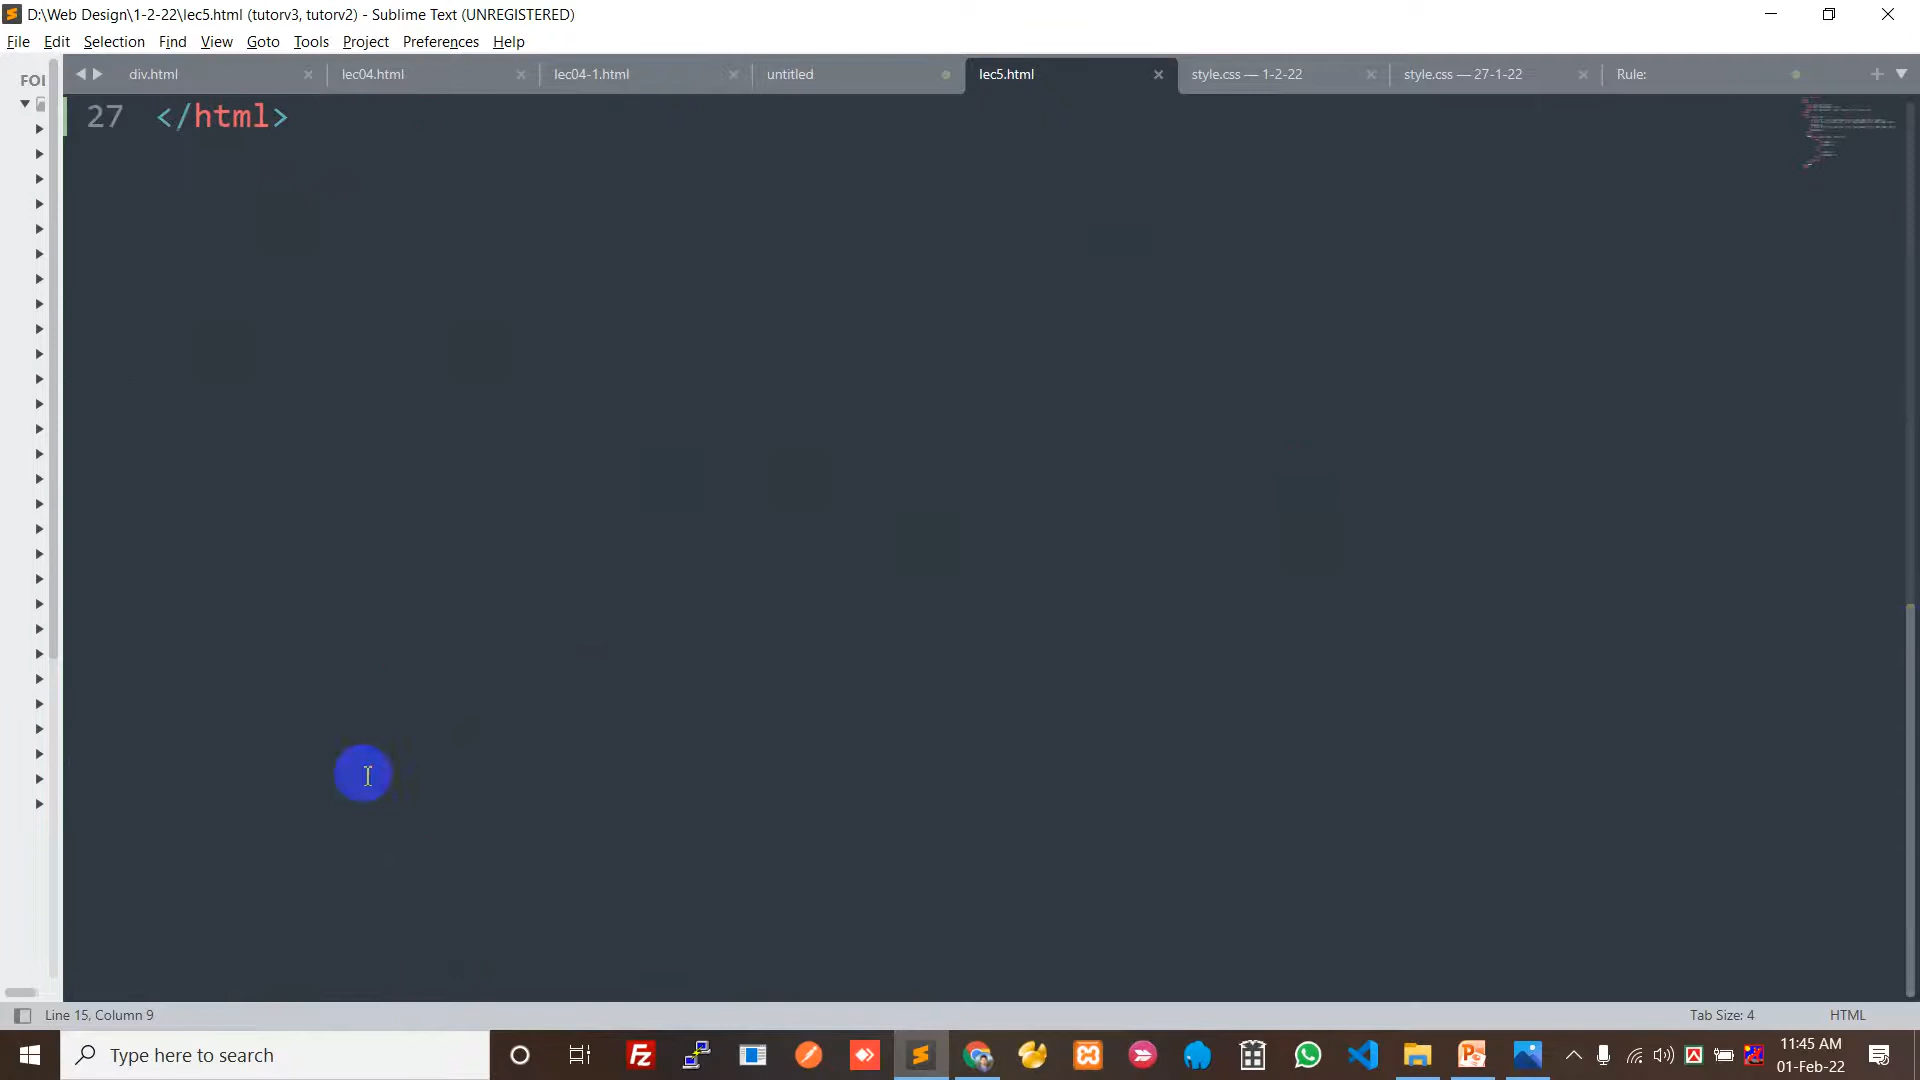 D:\Web Design\1-2-22\lec5.html (tutorv3, tutorv2) - Sublime Text (UNREGISTERED)
File Edit Selection Find View Goto Tools Project Preferences Help
FOI
div.html lec04.html lec04-1.html untitled lec5.html style.css — 1-2-22 style.css — 27-1-22 Rule:
27 </html>
Line 15, Column 9 Tab Size: 4 HTML
Type here to search
11:45 AM
01-Feb-22